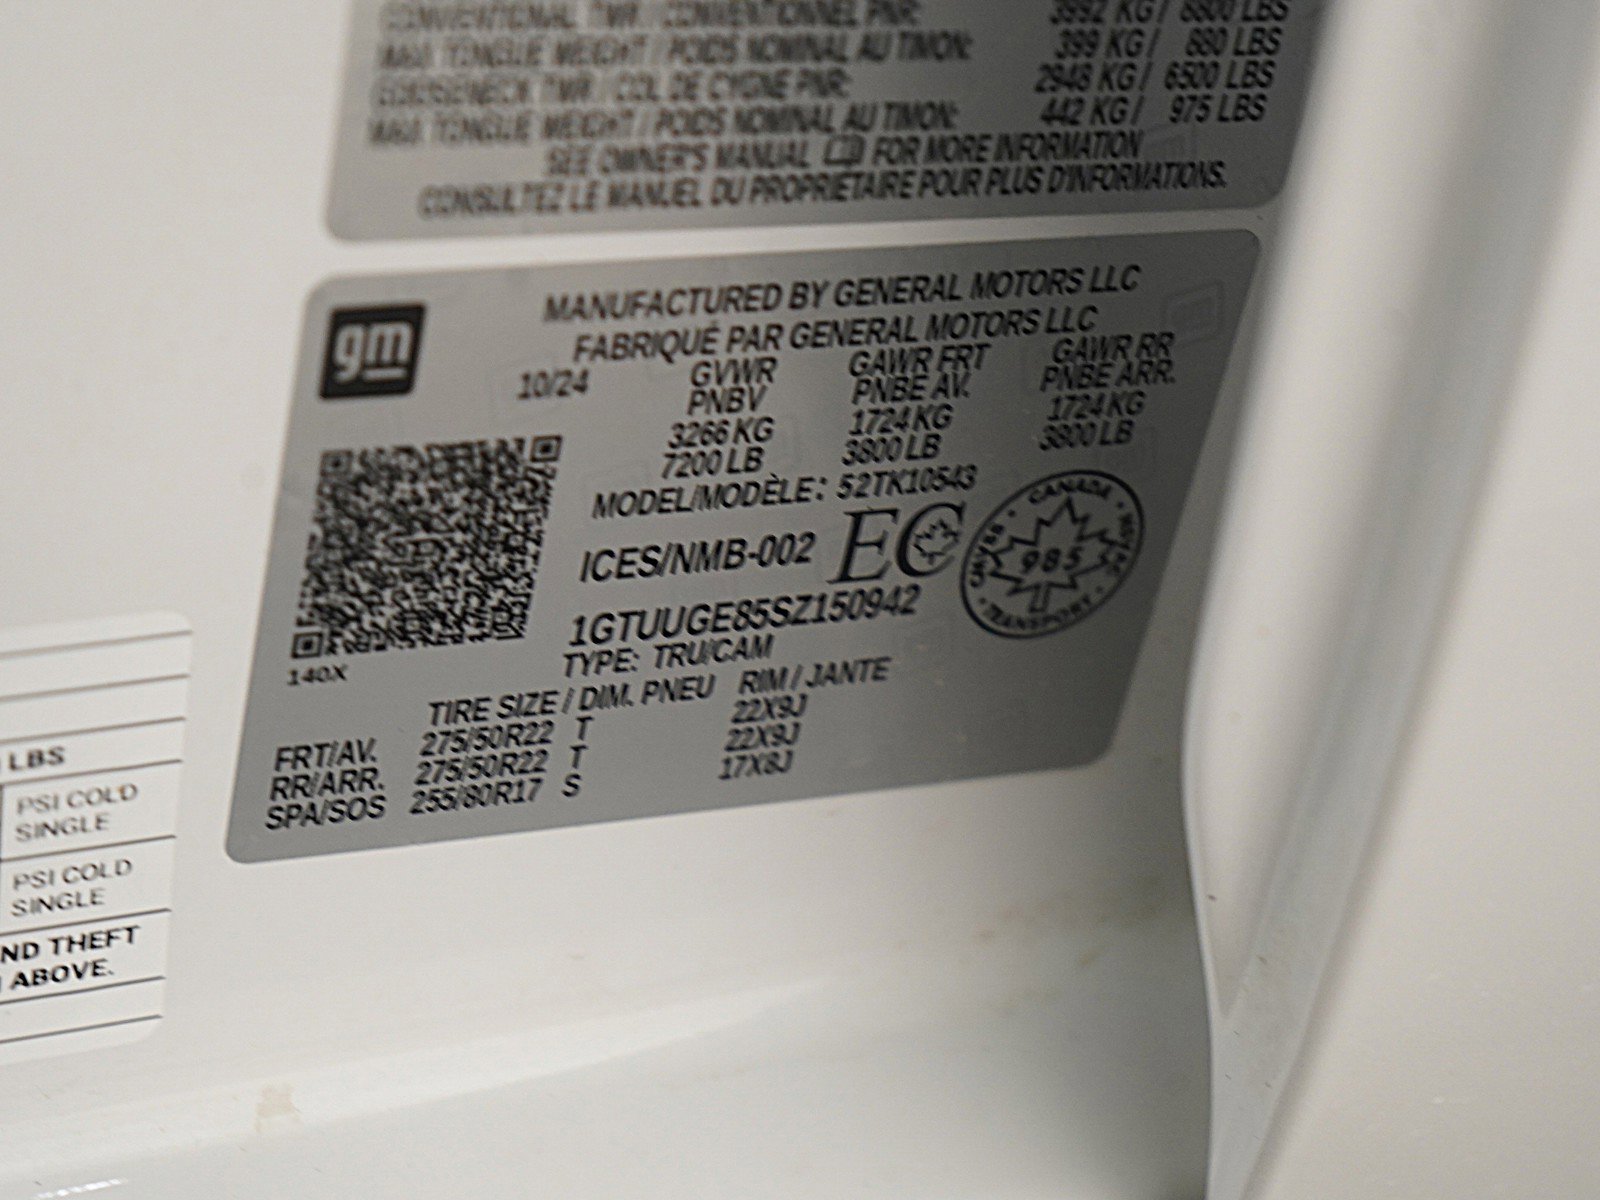 CONVENTIONAL TWR / CONVENTIONNEL PNR: 3992 KG / 8800 LBS
MAX TONGUE WEIGHT / POIDS NOMINAL AU TIMON: 399 KG / 880 LBS
GOOSENECK TWR / COL DE CYGNE PNR: 2948 KG / 6500 LBS
MAX TONGUE WEIGHT / POIDS NOMINAL AU TIMON: 442 KG / 975 LBS
SEE OWNER'S MANUAL FOR MORE INFORMATION
CONSULTEZ LE MANUEL DU PROPRIÉTAIRE POUR PLUS D'INFORMATIONS.
gm
MANUFACTURED BY GENERAL MOTORS LLC
FABRIQUÉ PAR GENERAL MOTORS LLC
10/24 GVWR GAWR FRT GAWR RR
PNBV PNBE AV. PNBE ARR.
3266 KG 1724 KG 1724 KG
7200 LB 3800 LB 3800 LB
MODEL/MODÈLE: 52TK10543
ICES/NMB-002 EC
CANADA
985
TRANSPORT
1GTUUGE85SZ150942
140X
TYPE: TRU/CAM
TIRE SIZE / DIM. PNEU RIM / JANTE
FRT/AV. 275/50R22 T 22X9J
RR/ARR. 275/50R22 T 22X9J
SPA/SOS 255/80R17 S 17X8J
LBS
PSI COLD
SINGLE
PSI COLD
SINGLE
ND THEFT
ABOVE.